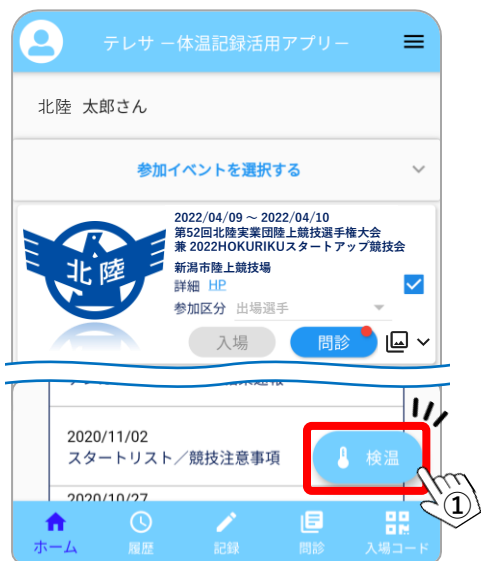 テレサ －体温記録活用アプリ－
北陸 太郎さん
参加イベントを選択する
2022/04/09 ～ 2022/04/10
第52回北陸実業団陸上競技選手権大会
兼 2022HOKURIKUスタートアップ競技会
北陸
新潟市陸上競技場
詳細 HP
参加区分 出場選手
入場 問診
2020/11/02
スタートリスト／競技注意事項
検温
①
2020/10/27
ホーム 履歴 記録 問診 入場コード